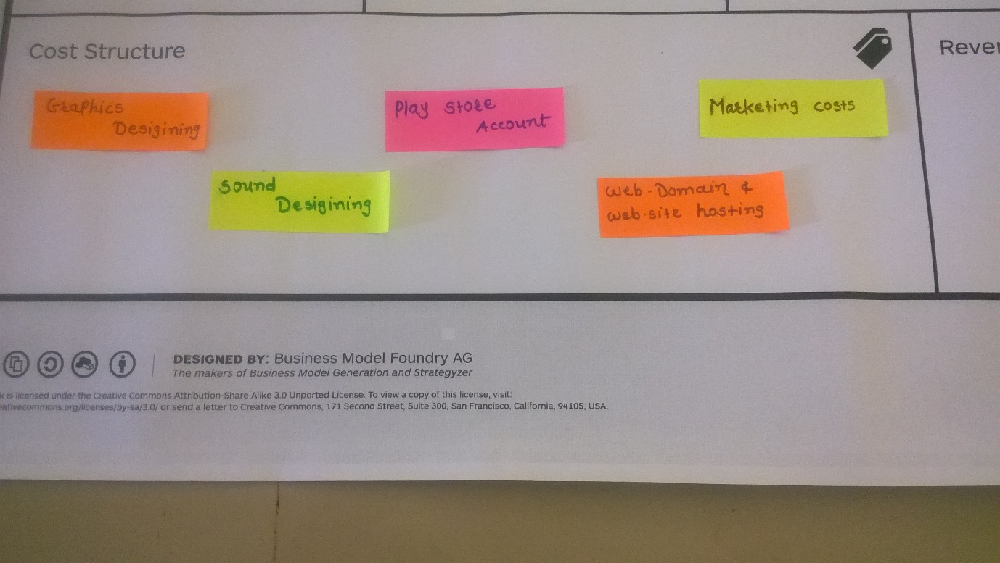 Cost Structure
Rever
Graphics
Desigining
Play store
Account
Marketing costs
Sound
Desigining
Web-Domain &
web.site hosting
DESIGNED BY: Business Model Foundry AG
The makers of Business Model Generation and Strategyzer
k is licensed under the Creative Commons Attribution-Share Alike 3.0 Unported License. To view a copy of this license, visit:
eativecommons.org/licenses/by-sa/3.0/ or send a letter to Creative Commons, 171 Second Street, Suite 300, San Francisco, California, 94105, USA.